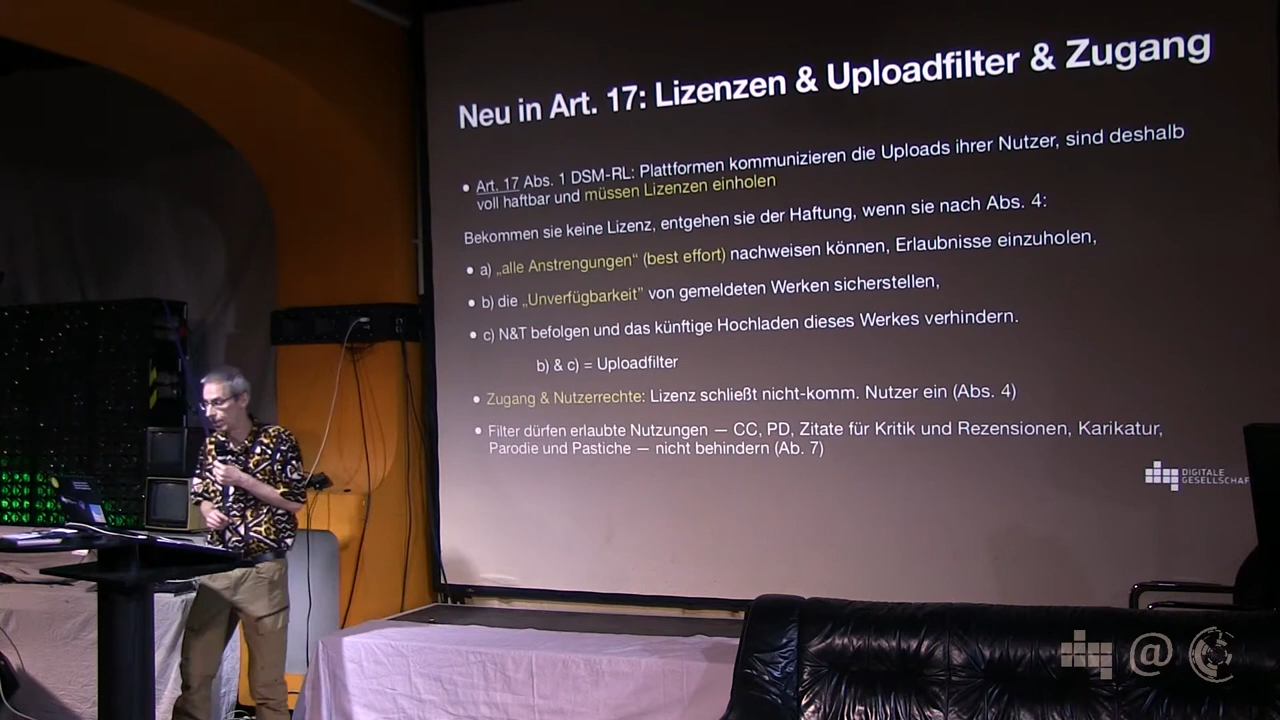 Neu in Art. 17: Lizenzen & Uploadfilter & Zugang
• Art. 17 Abs. 1 DSM-RL: Plattformen kommunizieren die Uploads ihrer Nutzer, sind deshalb
voll haftbar und müssen Lizenzen einholen
Bekommen sie keine Lizenz, entgehen sie der Haftung, wenn sie nach Abs. 4:
• a) „alle Anstrengungen“ (best effort) nachweisen können, Erlaubnisse einzuholen,
• b) die „Unverfügbarkeit” von gemeldeten Werken sicherstellen,
• c) N&T befolgen und das künftige Hochladen dieses Werkes verhindern.
b) & c) = Uploadfilter
• Zugang & Nutzerrechte: Lizenz schließt nicht-komm. Nutzer ein (Abs. 4)
• Filter dürfen erlaubte Nutzungen — CC, PD, Zitate für Kritik und Rezensionen, Karikatur,
Parodie und Pastiche — nicht behindern (Ab. 7)
DIGITALE
GESELLSCHAF
@